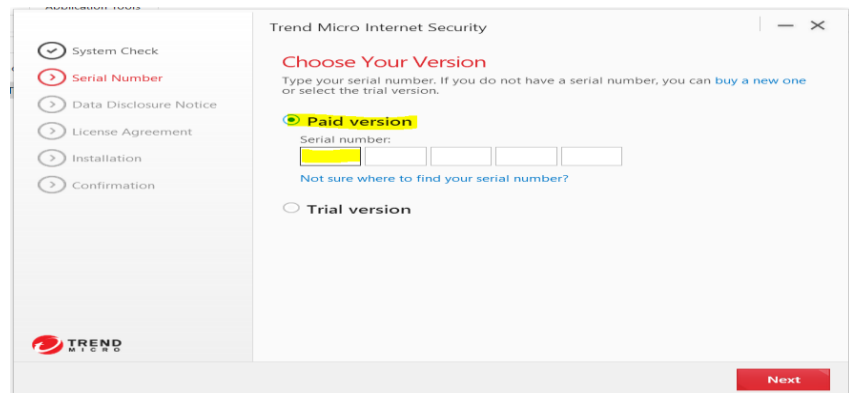 Application Tools
Trend Micro Internet Security
System Check
Serial Number
Data Disclosure Notice
License Agreement
Installation
Confirmation
Choose Your Version
Type your serial number. If you do not have a serial number, you can buy a new one
or select the trial version.
Paid version
Serial number:
Not sure where to find your serial number?
Trial version
TREND
MICRO
Next